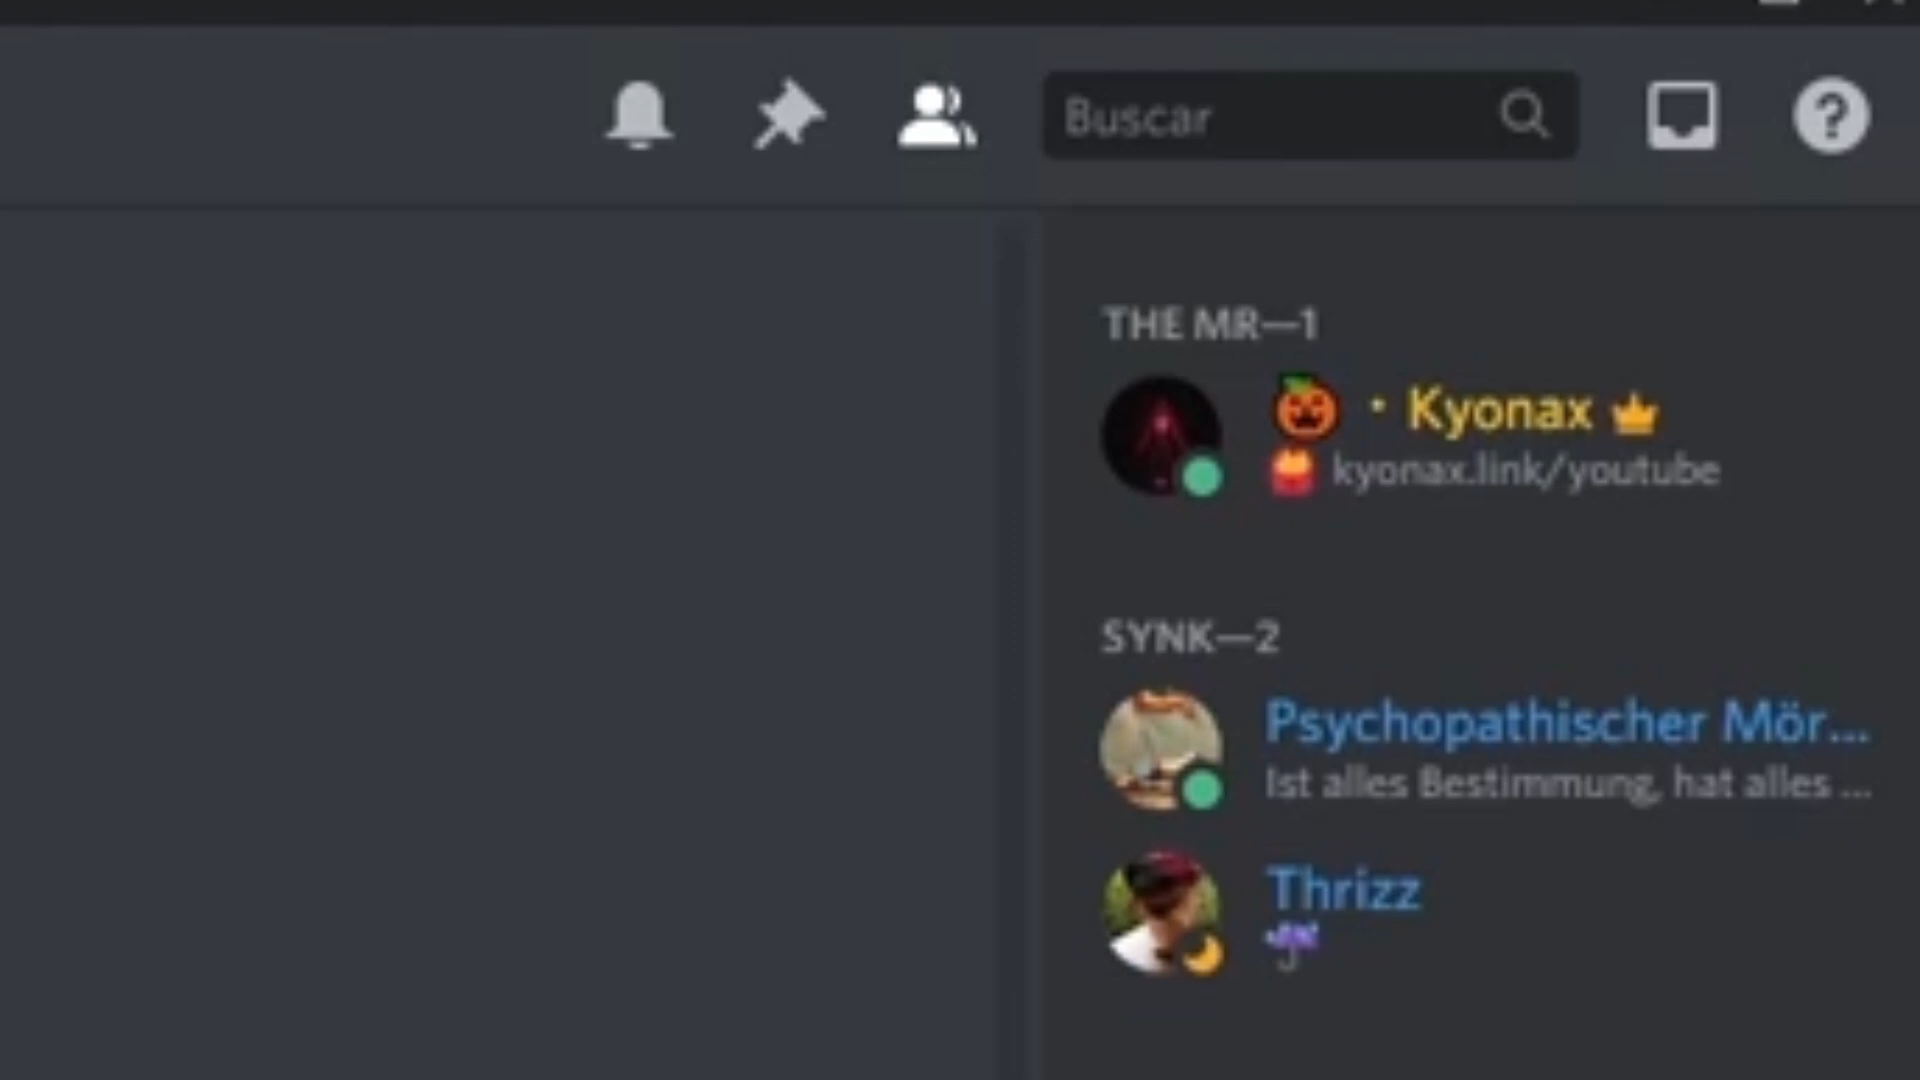 Buscar
THE MR—1
🎃 · Kyonax
kyonax.link/youtube
SYNK—2
Psychopathischer Mör...
Ist alles Bestimmung, hat alles ...
Thrizz